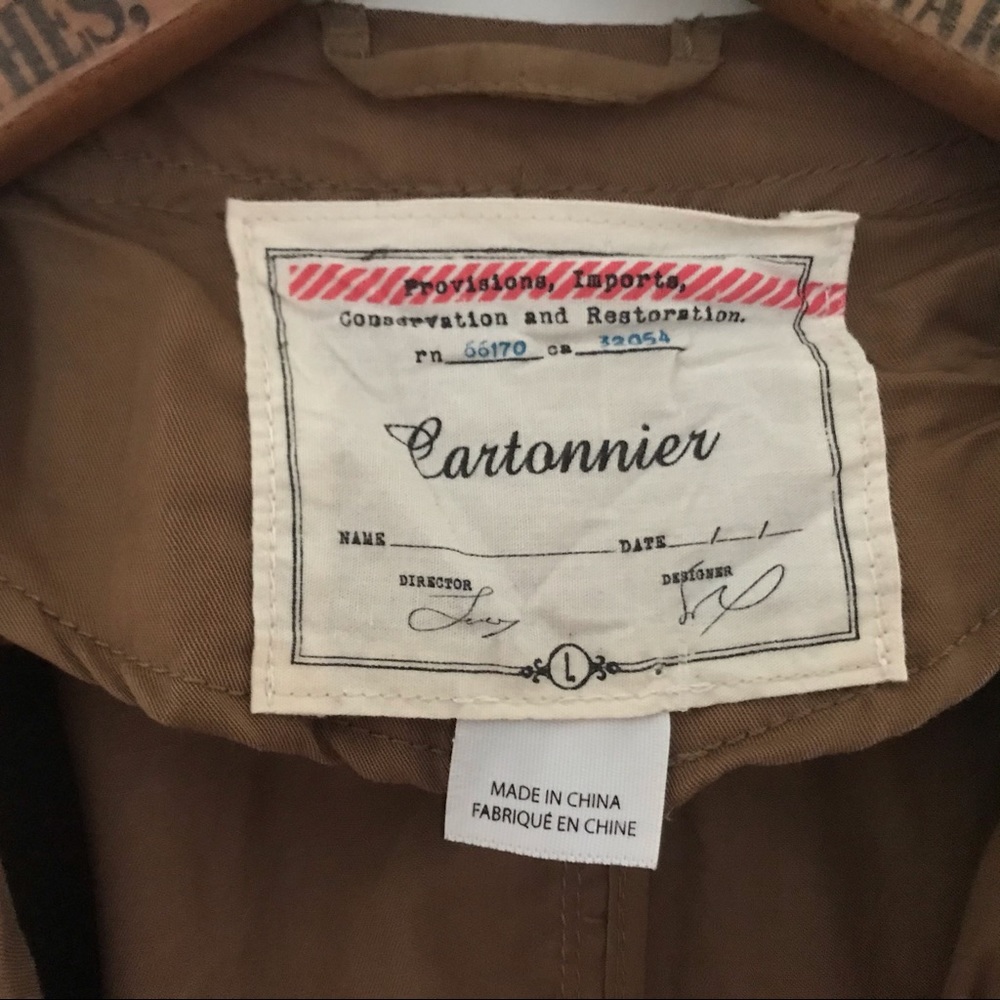 HES,
Provisions, Imports,
Conservation and Restoration.
rn 66170 ca 32054
Cartonnier
NAME DATE / /
DIRECTOR DESIGNER
L
MADE IN CHINA
FABRIQUÉ EN CHINE